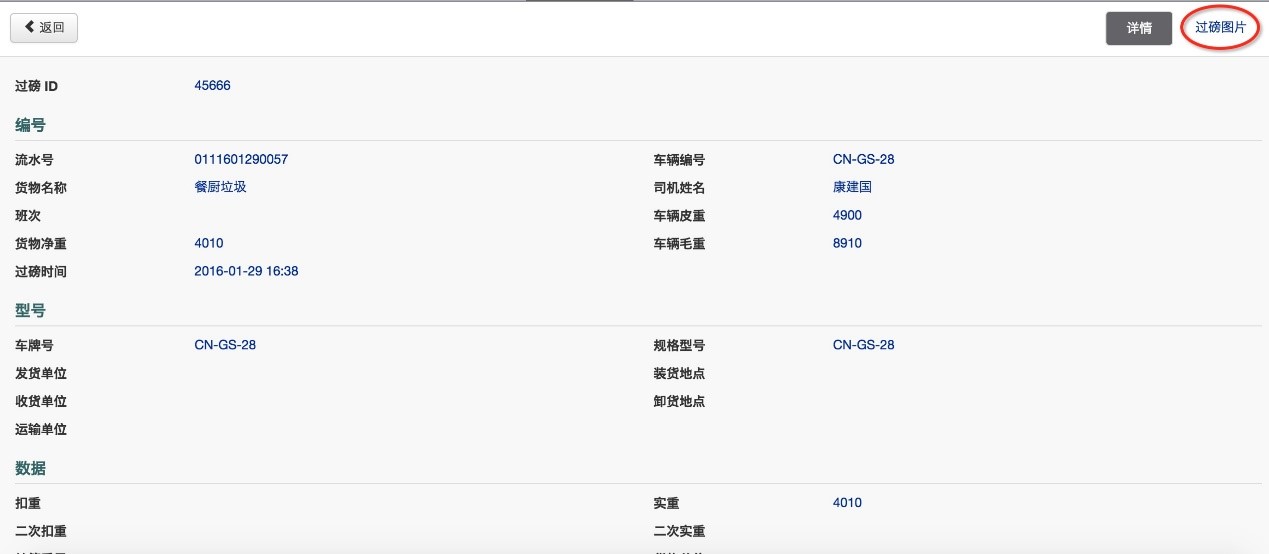 返回 详情 过磅图片
过磅 ID 45666
编号
流水号 0111601290057 车辆编号 CN-GS-28
货物名称 餐厨垃圾 司机姓名 康建国
班次 车辆皮重 4900
货物净重 4010 车辆毛重 8910
过磅时间 2016-01-29 16:38
型号
车牌号 CN-GS-28 规格型号 CN-GS-28
发货单位 装货地点
收货单位 卸货地点
运输单位
数据
扣重 实重 4010
二次扣重 二次实重